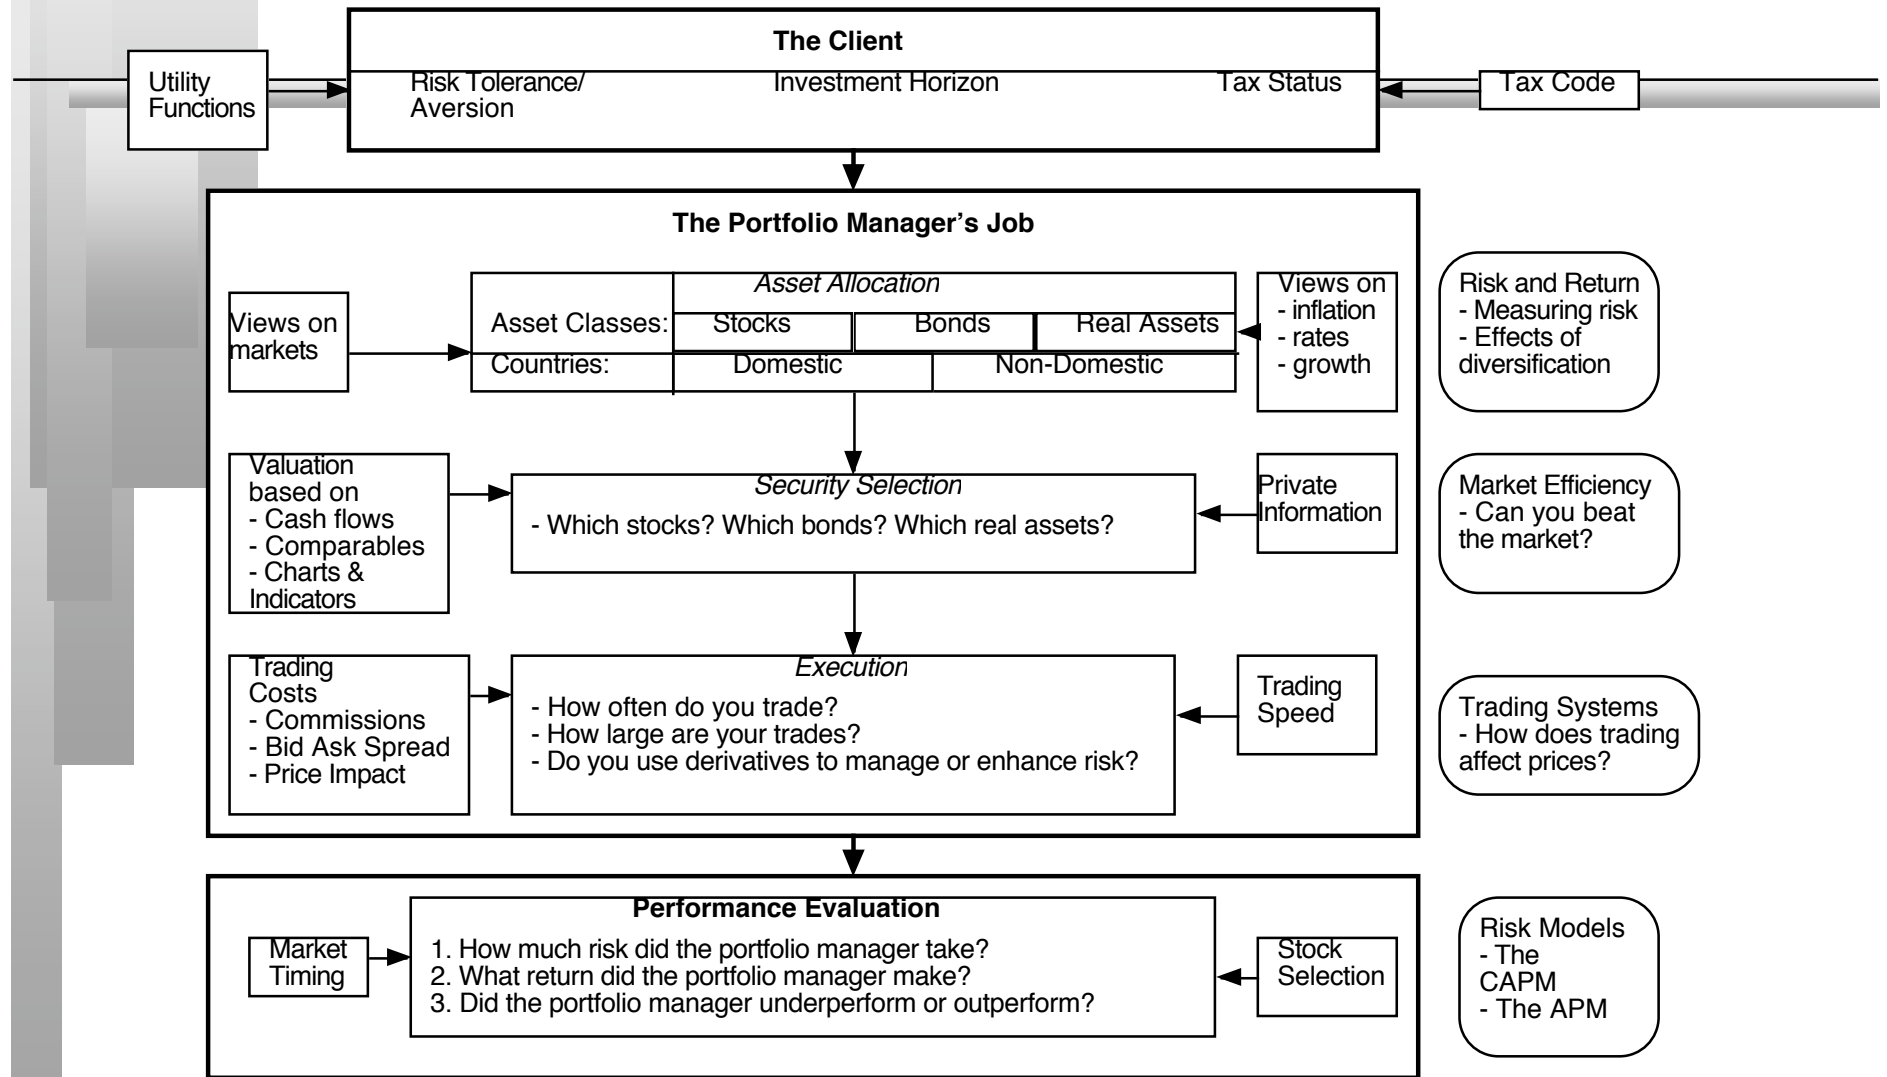 The Client
Utility
Functions
Risk Tolerance/
Aversion
Investment Horizon
Tax Status
Tax Code
The Portfolio Manager’s Job
Views on
markets
Asset Allocation
Asset Classes:
Stocks
Bonds
Real Assets
Countries:
Domestic
Non-Domestic
Views on
- inflation
- rates
- growth
Risk and Return
- Measuring risk
- Effects of
diversification
Valuation
based on
- Cash flows
- Comparables
- Charts &
Indicators
Security Selection
- Which stocks? Which bonds? Which real assets?
Private
Information
Market Efficiency
- Can you beat
the market?
Trading
Costs
- Commissions
- Bid Ask Spread
- Price Impact
Execution
- How often do you trade?
- How large are your trades?
- Do you use derivatives to manage or enhance risk?
Trading
Speed
Trading Systems
- How does trading
affect prices?
Performance Evaluation
Market
Timing
1. How much risk did the portfolio manager take?
2. What return did the portfolio manager make?
3. Did the portfolio manager underperform or outperform?
Stock
Selection
Risk Models
- The
CAPM
- The APM